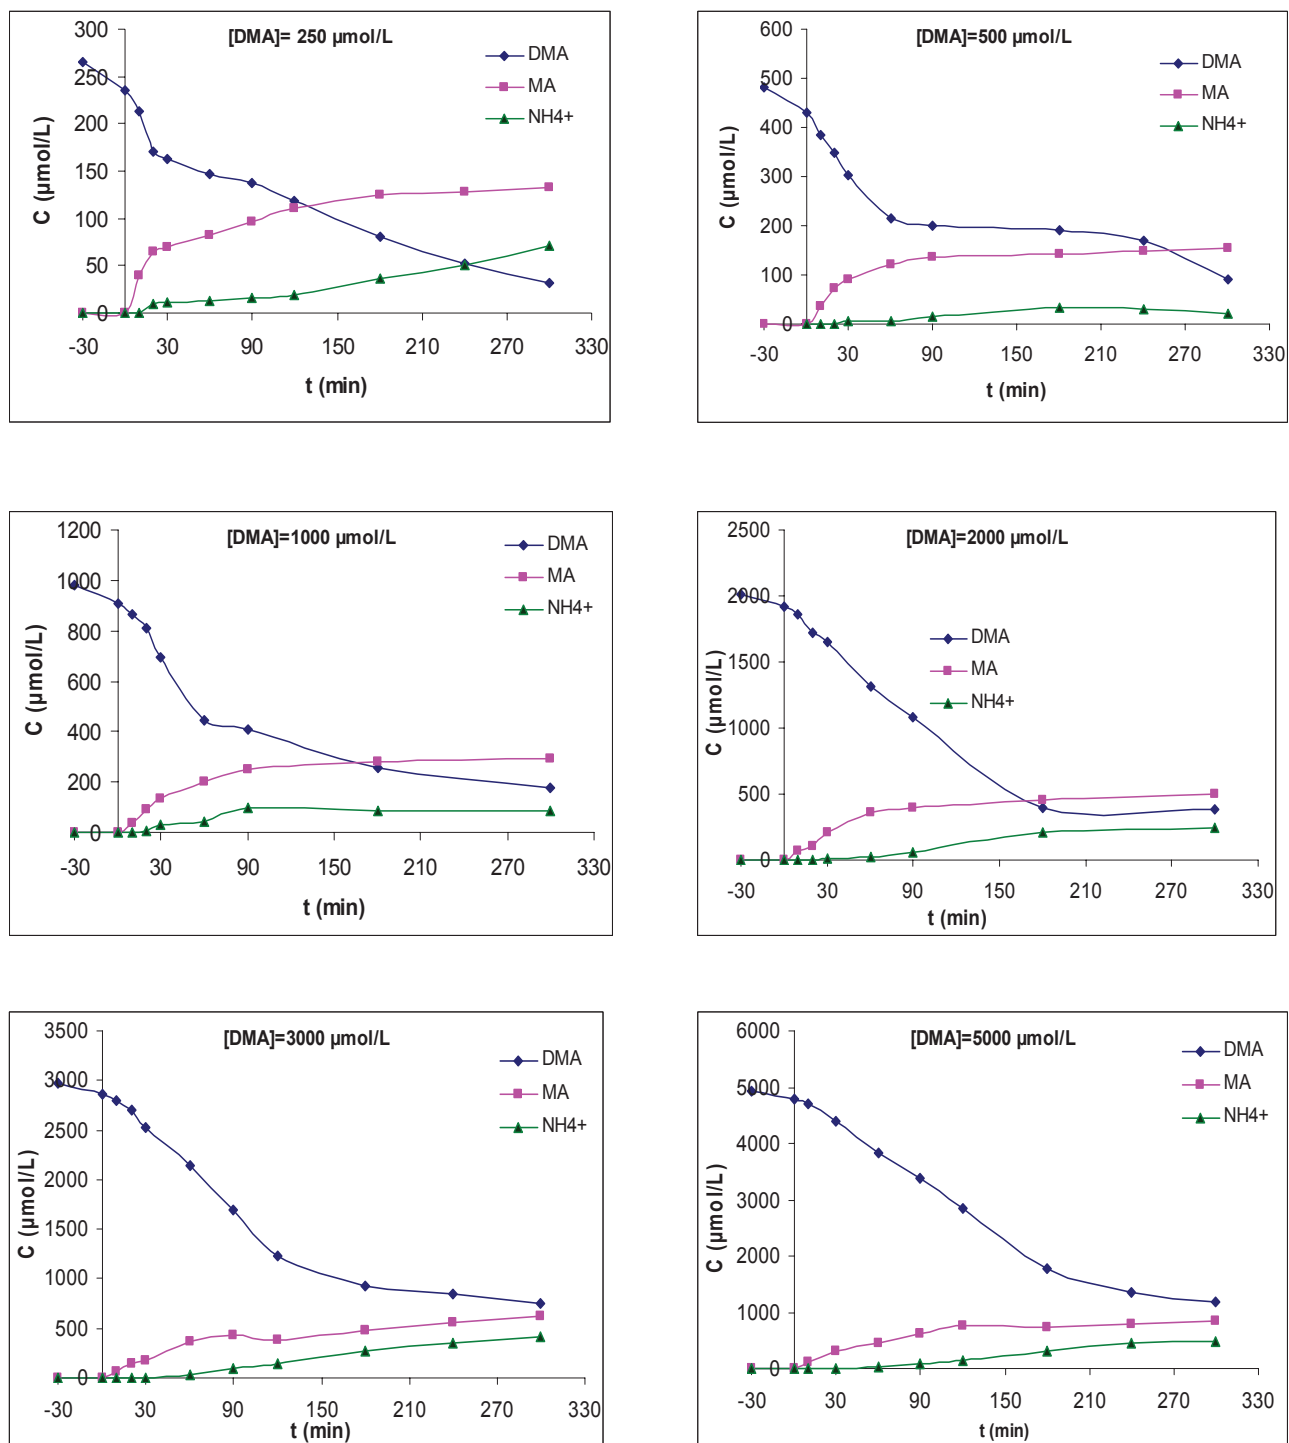 [DMA]= 250 µmol/L
300
250
200
150
100
50
0
C (µmol/L)
DMA
MA
NH4+
-30 30 90 150 210 270 330
t (min)
[DMA]=500 µmol/L
600
500
400
300
200
100
0
C (µmol/L)
DMA
MA
NH4+
-30 30 90 150 210 270 330
t (min)
[DMA]=1000 µmol/L
1200
1000
800
600
400
200
0
C (µmol/L)
DMA
MA
NH4+
-30 30 90 150 210 270 330
t (min)
[DMA]=2000 µmol/L
2500
2000
1500
1000
500
0
C (µmol/L)
DMA
MA
NH4+
-30 30 90 150 210 270 330
t (min)
[DMA]=3000 µmol/L
3500
3000
2500
2000
1500
1000
500
0
C (µmol/L)
DMA
MA
NH4+
-30 30 90 150 210 270 330
t (min)
[DMA]=5000 µmol/L
6000
5000
4000
3000
2000
1000
0
C (µmol/L)
DMA
MA
NH4+
-30 30 90 150 210 270 330
t (min)